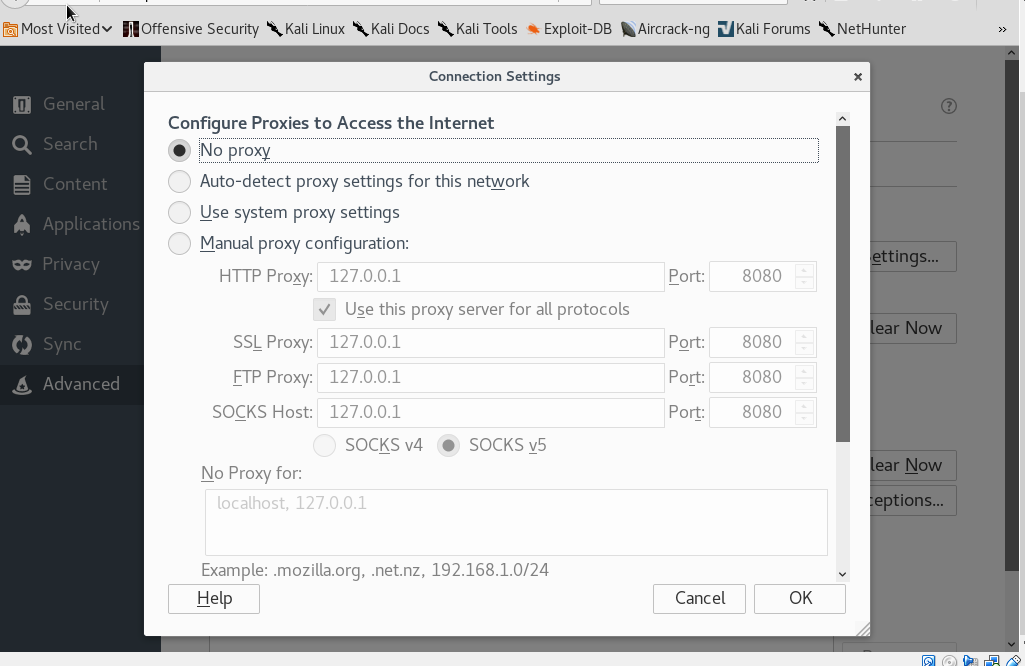 Most Visited Offensive Security Kali Linux Kali Docs Kali Tools Exploit-DB Aircrack-ng Kali Forums NetHunter »
Connection Settings ×
General
Search
Content
Applications
Privacy
Security
Sync
Advanced
?
Configure Proxies to Access the Internet
No proxy
Auto-detect proxy settings for this network
Use system proxy settings
Manual proxy configuration:
HTTP Proxy: 127.0.0.1 Port: 8080
Use this proxy server for all protocols
SSL Proxy: 127.0.0.1 Port: 8080
FTP Proxy: 127.0.0.1 Port: 8080
SOCKS Host: 127.0.0.1 Port: 8080
SOCKS v4 SOCKS v5
No Proxy for:
localhost, 127.0.0.1
Example: .mozilla.org, .net.nz, 192.168.1.0/24
Help Cancel OK
ettings...
lear Now
lear Now
ceptions...